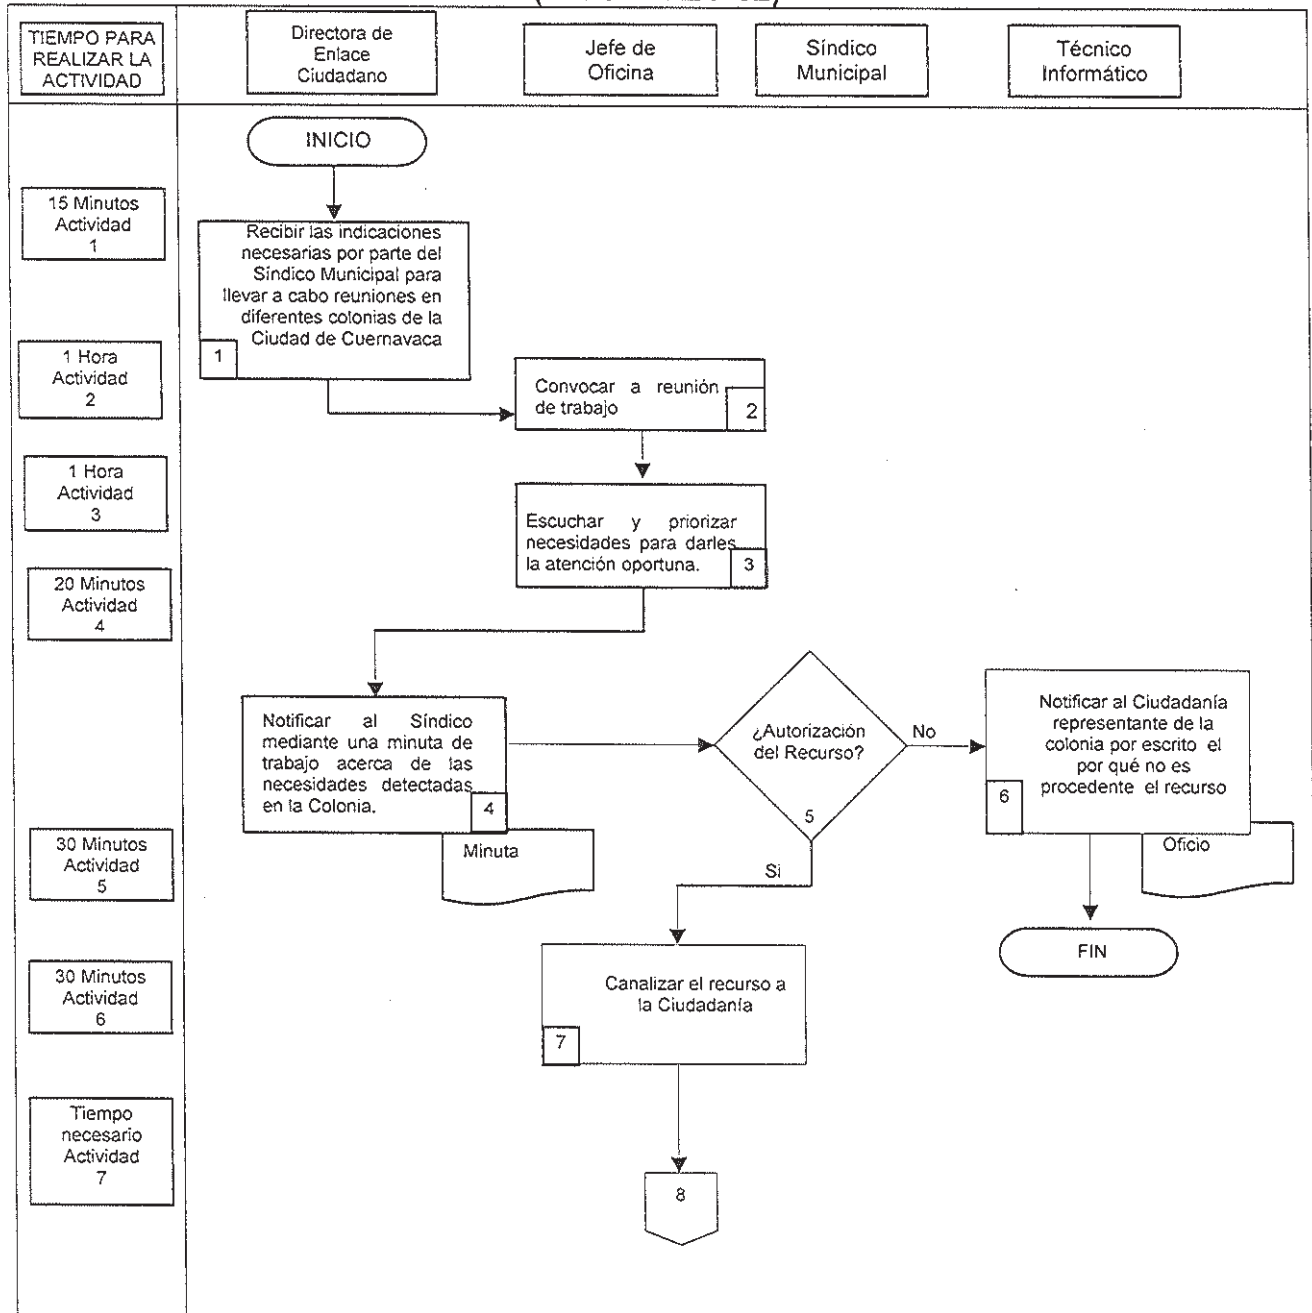 TIEMPO PARA
REALIZAR LA
ACTIVIDAD
Directora de
Enlace
Ciudadano
Jefe de
Oficina
Síndico
Municipal
Técnico
Informático
INICIO
15 Minutos
Actividad
1
Recibir las indicaciones
necesarias por parte del
Síndico Municipal para
llevar a cabo reuniones en
diferentes colonias de la
Ciudad de Cuernavaca
1
1 Hora
Actividad
2
Convocar a reunión
de trabajo
2
1 Hora
Actividad
3
Escuchar y priorizar
necesidades para darles
la atención oportuna.
3
20 Minutos
Actividad
4
Notificar al Síndico
mediante una minuta de
trabajo acerca de las
necesidades detectadas
en la Colonia.
4
Minuta
¿Autorización
del Recurso?
5
No
Si
Notificar al Ciudadanía
representante de la
colonia por escrito el
por qué no es
procedente el recurso
6
Oficio
FIN
30 Minutos
Actividad
5
30 Minutos
Actividad
6
Canalizar el recurso a
la Ciudadanía
7
Tiempo
necesario
Actividad
7
8